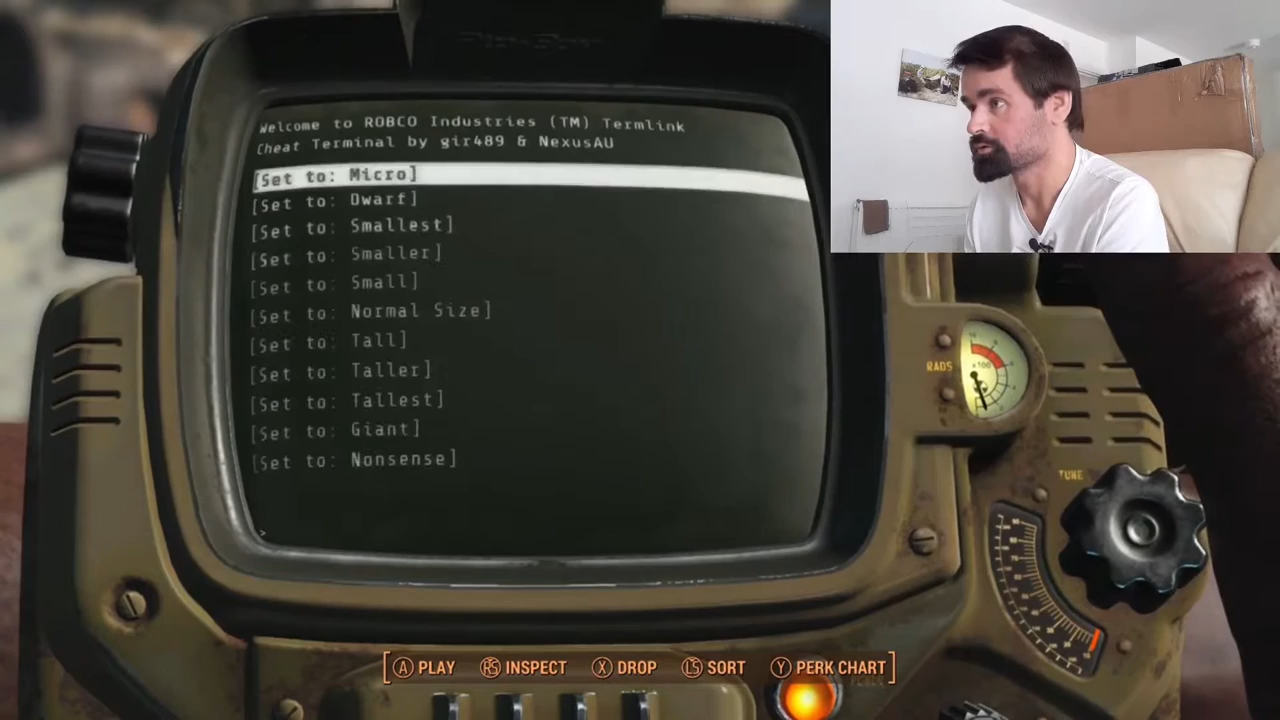 Welcome to ROBCO Industries (TM) Termlink
Cheat Terminal by gir489 & NexusAU
[Set to: Micro]
[Set to: Dwarf]
[Set to: Smallest]
[Set to: Smaller]
[Set to: Small]
[Set to: Normal Size]
[Set to: Tall]
[Set to: Taller]
[Set to: Tallest]
[Set to: Giant]
[Set to: Nonsense]
>
RADS
x100
TUNE
[(A) PLAY (RS) INSPECT (X) DROP (LS) SORT (Y) PERK CHART]